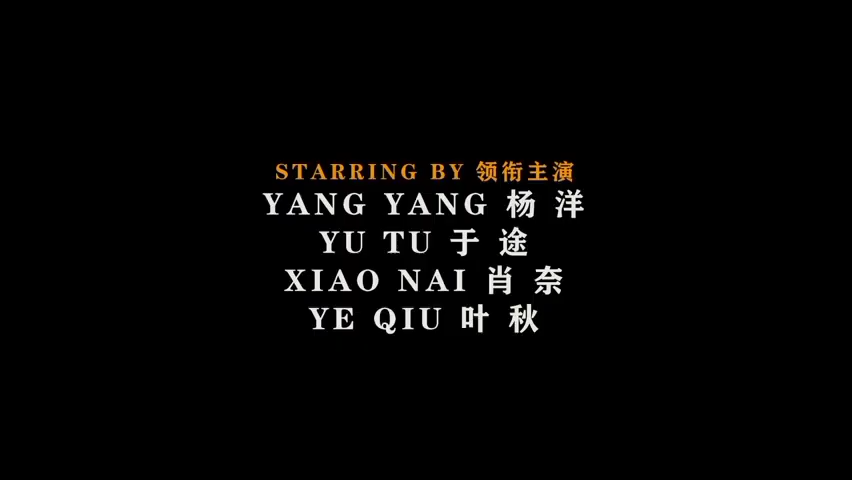 STARRING BY 领衔主演
YANG YANG 杨 洋
YU TU 于 途
XIAO NAI 肖 奈
YE QIU 叶 秋